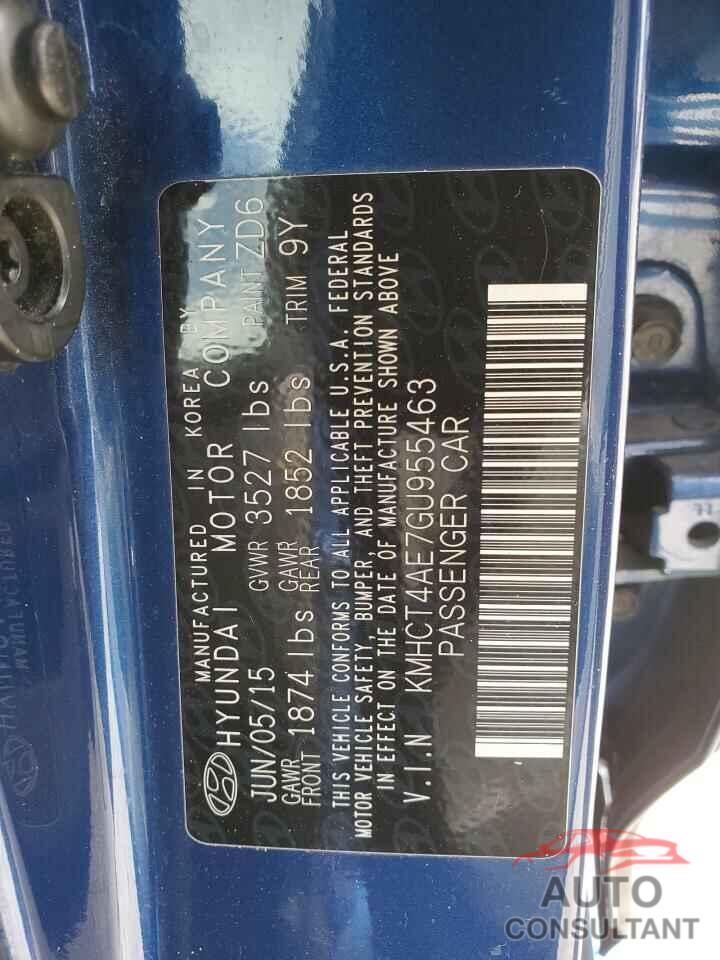 MANUFACTURED IN KOREA BY
HYUNDAI MOTOR COMPANY
JUN/05/15 GVWR 3527 lbs PAINT ZD6
GAWR FRONT 1874 lbs GAWR REAR 1852 lbs TRIM 9Y
THIS VEHICLE CONFORMS TO ALL APPLICABLE U.S.A. FEDERAL
MOTOR VEHICLE SAFETY, BUMPER, AND THEFT PREVENTION STANDARDS
IN EFFECT ON THE DATE OF MANUFACTURE SHOWN ABOVE
V.I.N KMHCT4AE7GU955463
PASSENGER CAR
AUTO
CONSULTANT